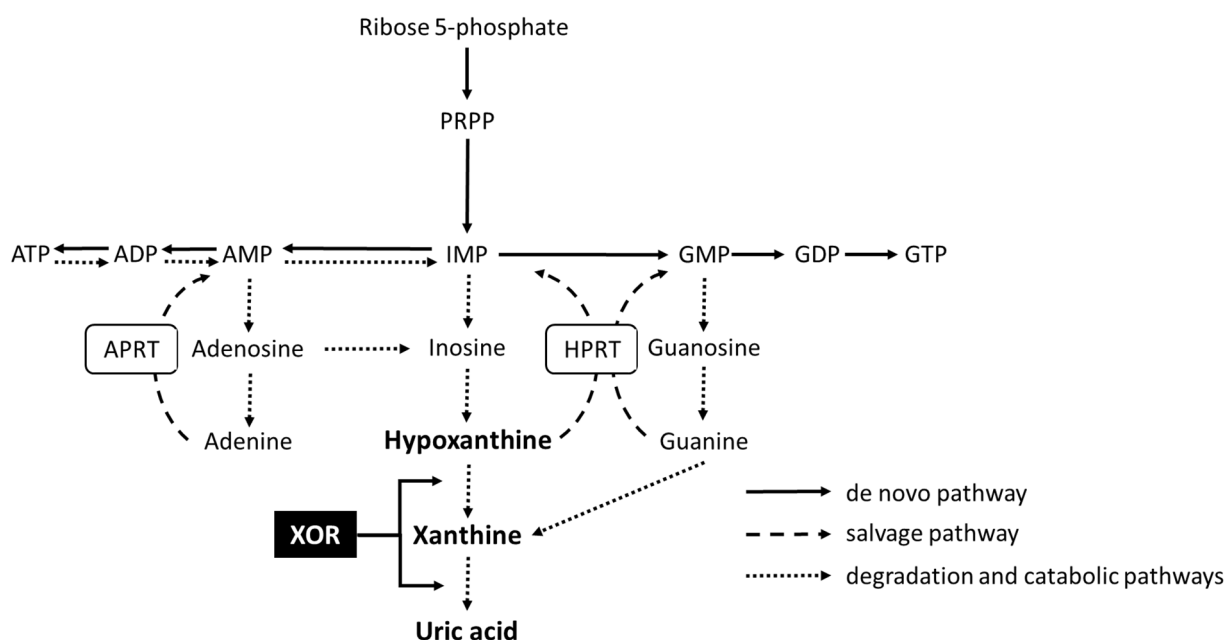 Ribose 5-phosphate
PRPP
ATP ADP AMP IMP GMP GDP GTP
APRT Adenosine Inosine HPRT Guanosine
Adenine Hypoxanthine Guanine
de novo pathway
XOR Xanthine salvage pathway
degradation and catabolic pathways
Uric acid